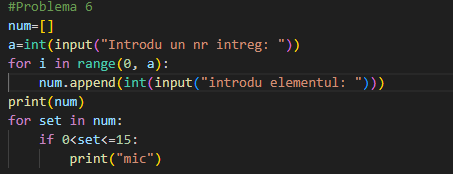 #Problema 6
num=[]
a=int(input("Introdu un nr intreg: "))
for i in range(0, a):
    num.append(int(input("introdu elementul: ")))
print(num)
for set in num:
    if 0<set<=15:
        print("mic")